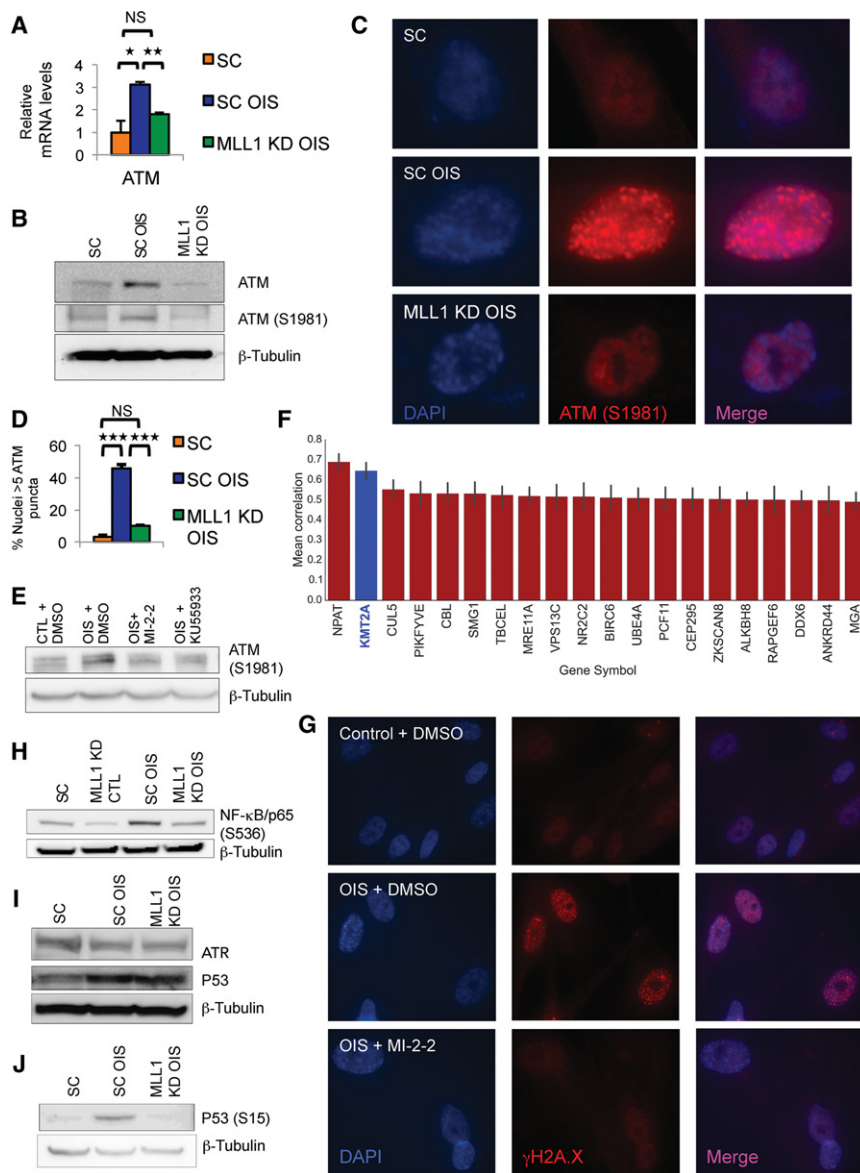 A
NS
★ ★★
Relative
mRNA levels
4
3
2
1
0
ATM
SC
SC OIS
MLL1 KD OIS
B
SC
SC OIS
MLL1
KD OIS
ATM
ATM (S1981)
β-Tubulin
C
SC
SC OIS
MLL1 KD OIS
DAPI
ATM (S1981)
Merge
D
NS
★★★ ★★★
% Nuclei >5 ATM
puncta
60
40
20
0
SC
SC OIS
MLL1 KD
OIS
E
CTL +
DMSO
OIS +
DMSO
OIS+
MI-2-2
OIS +
KU55933
ATM
(S1981)
β-Tubulin
F
Mean correlation
0.8
0.7
0.6
0.5
0.4
0.3
0.2
0.1
0.0
NPAT
KMT2A
CUL5
PIKFYVE
CBL
SMG1
TBCEL
MRE11A
VPS13C
NR2C2
BIRC6
UBE4A
PCF11
CEP295
ZKSCAN8
ALKBH8
RAPGEF6
DDX6
ANKRD44
MGA
Gene Symbol
G
Control + DMSO
OIS + DMSO
OIS + MI-2-2
DAPI
γH2A.X
Merge
H
SC
MLL1 KD
CTL
SC OIS
MLL1
KD OIS
NF-κB/p65
(S536)
β-Tubulin
I
SC
SC OIS
MLL1
KD OIS
ATR
P53
β-Tubulin
J
SC
SC OIS
MLL1
KD OIS
P53 (S15)
β-Tubulin